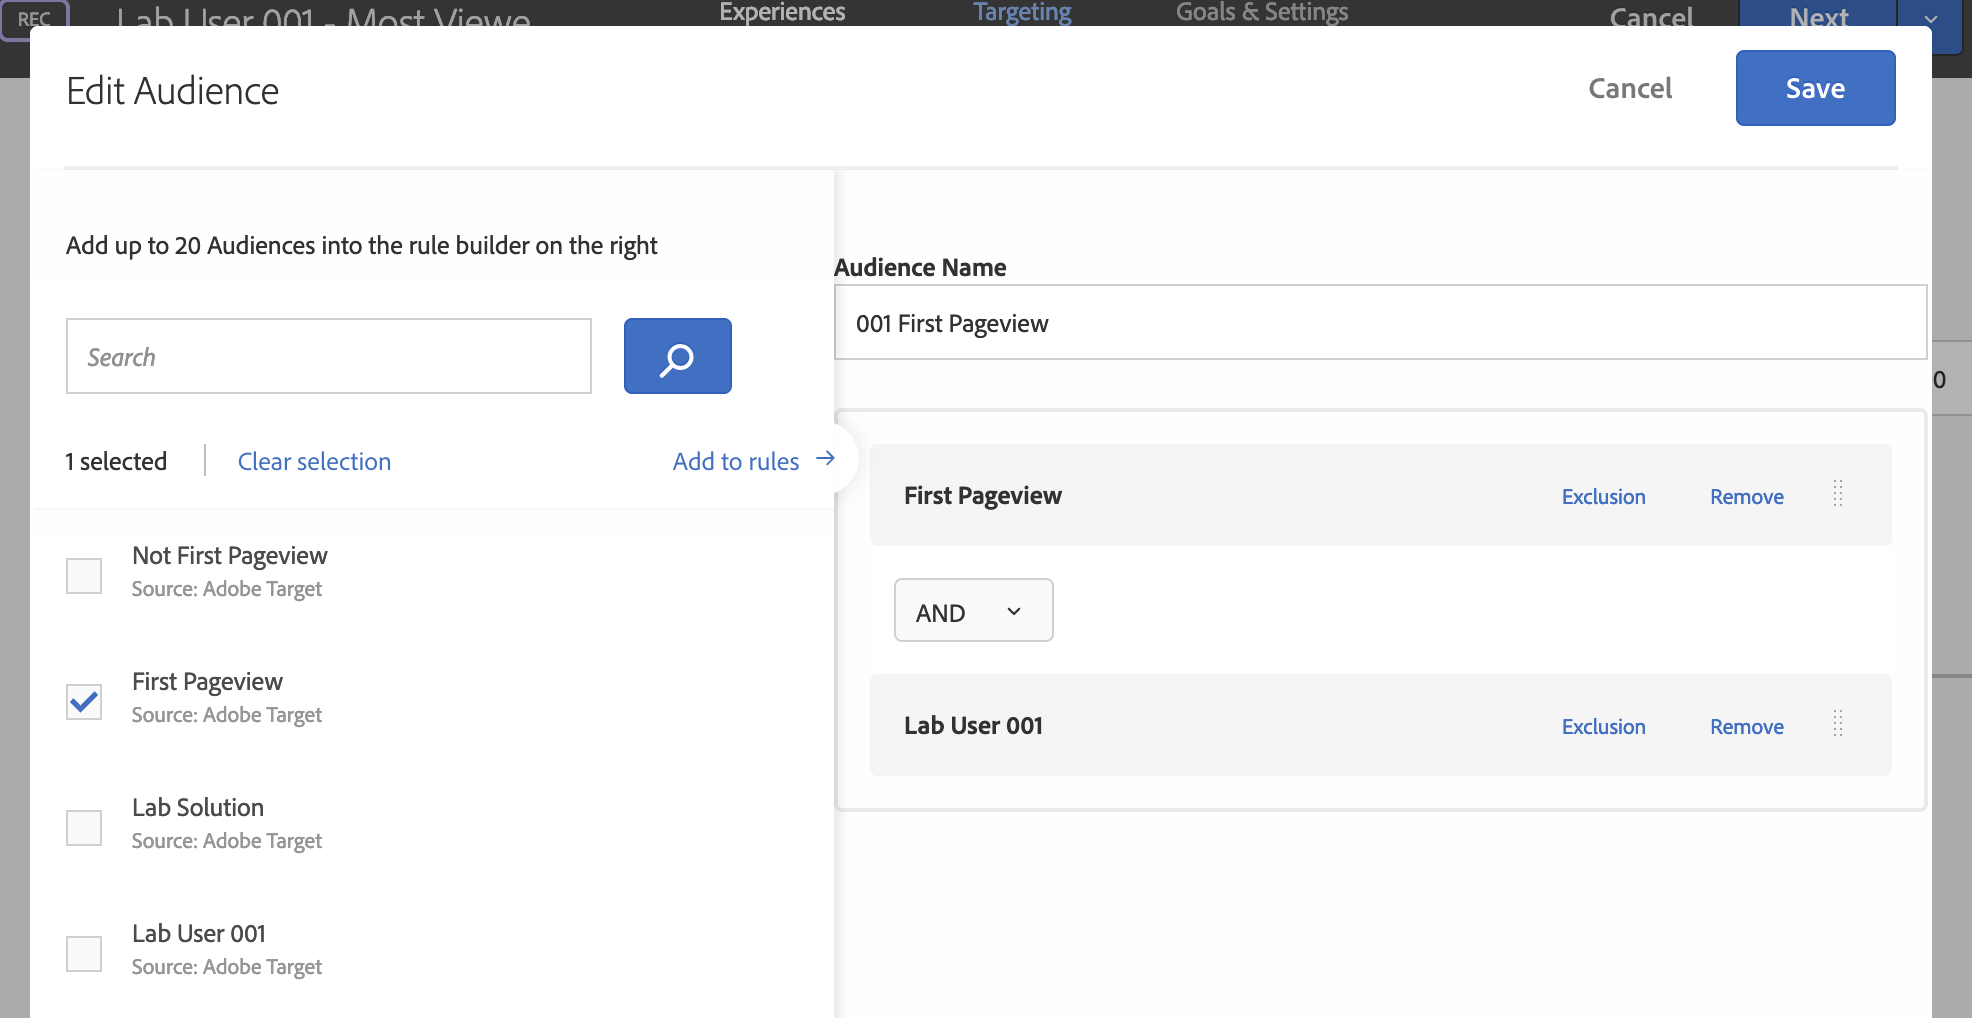 REC Lab User 001 - Most Viewe Experiences Targeting Goals & Settings Cancel Next
Edit Audience Cancel Save
Add up to 20 Audiences into the rule builder on the right
Audience Name
001 First Pageview
Search
0
1 selected Clear selection Add to rules
First Pageview Exclusion Remove
Not First Pageview
Source: Adobe Target
AND
First Pageview
Source: Adobe Target
Lab User 001 Exclusion Remove
Lab Solution
Source: Adobe Target
Lab User 001
Source: Adobe Target